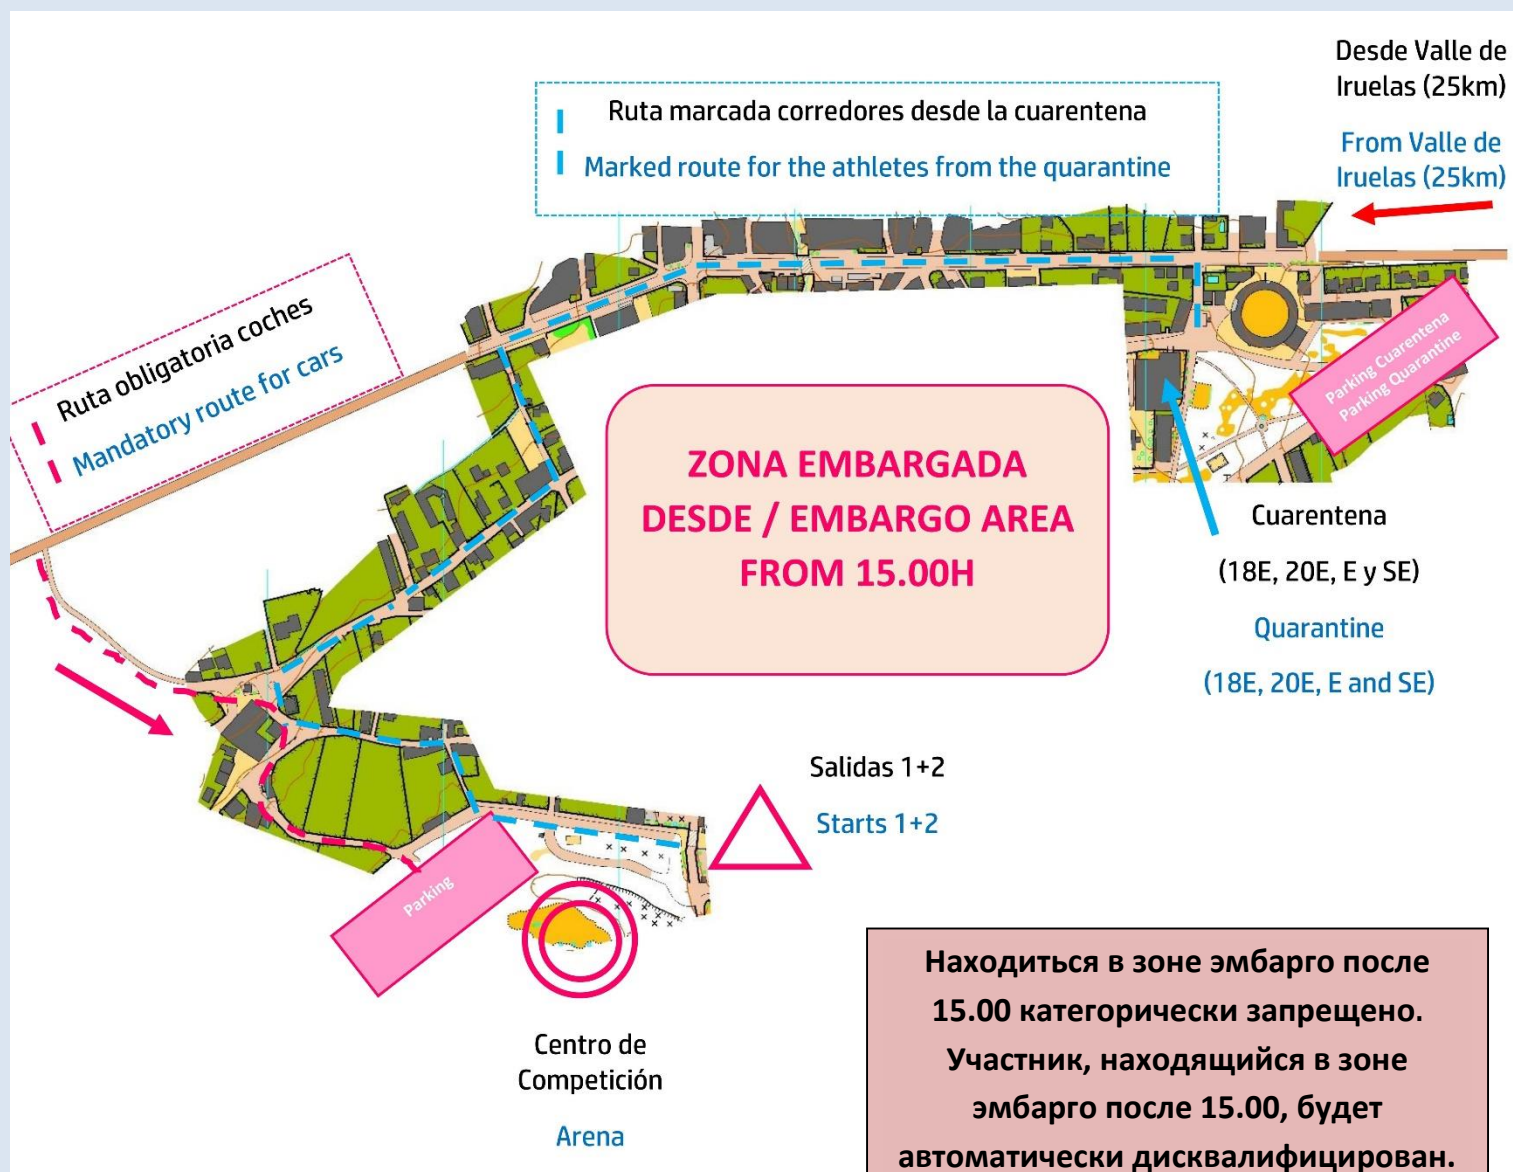 Desde Valle de
Iruelas (25km)
From Valle de
Iruelas (25km)
Ruta marcada corredores desde la cuarentena
Marked route for the athletes from the quarantine
Ruta obligatoria coches
Mandatory route for cars
Parking Cuarentena
Parking Quarantine
ZONA EMBARGADA
DESDE / EMBARGO AREA
FROM 15.00H
Cuarentena
(18E, 20E, E y SE)
Quarantine
(18E, 20E, E and SE)
Salidas 1+2
Starts 1+2
Parking
Centro de
Competición
Arena
Находиться в зоне эмбарго после
15.00 категорически запрещено.
Участник, находящийся в зоне
эмбарго после 15.00, будет
автоматически дисквалифицирован.